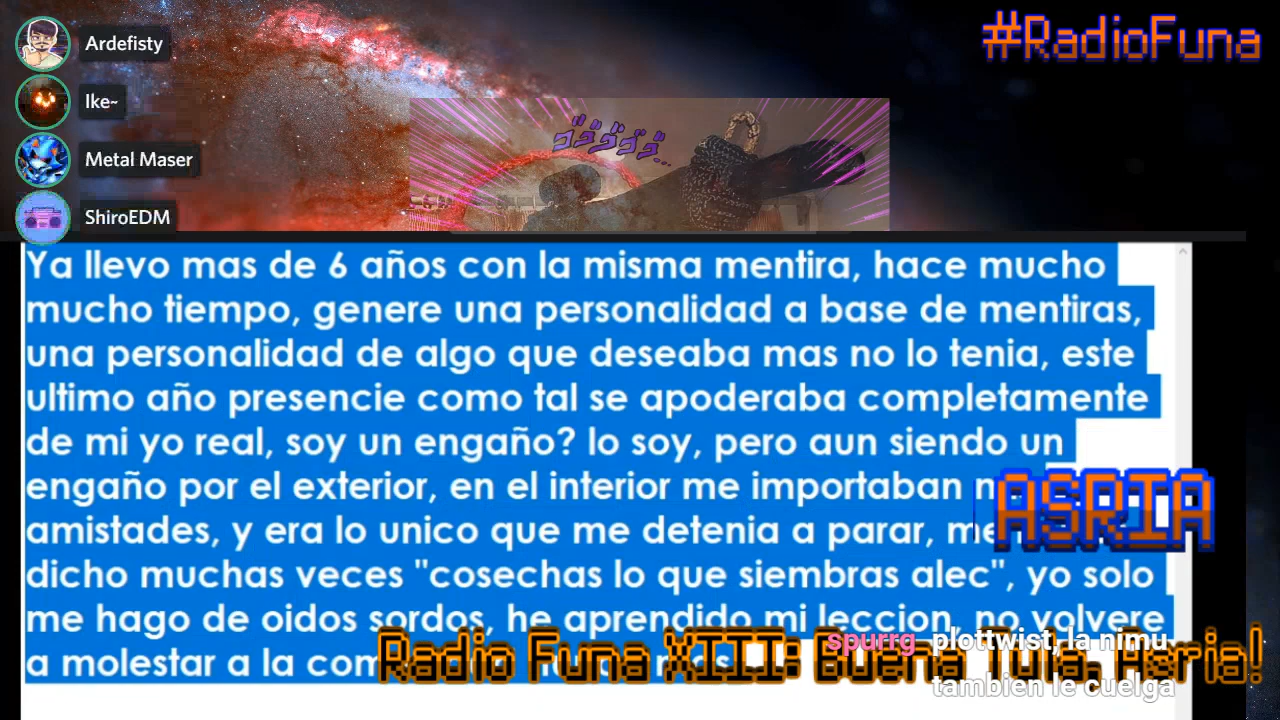 #RadioFuna
Ardefisty
Ike~
Metal Maser
ShiroEDM
Ya llevo mas de 6 años con la misma mentira, hace mucho
mucho tiempo, genere una personalidad a base de mentiras,
una personalidad de algo que deseaba mas no lo tenia, este
ultimo año presencie como tal se apoderaba completamente
de mi yo real, soy un engaño? lo soy, pero aun siendo un
engaño por el exterior, en el interior me importaban
amistades, y era lo unico que me detenia a parar, me
dicho muchas veces "cosechas lo que siembras alec", yo solo
me hago de oidos sordos, he aprendido mi leccion, no volvere
a molestar a la
ASRIA
Radio Funa XIII: Buena Tula, Asria!
spurrg plottwist, la nimu
tambien le cuelga